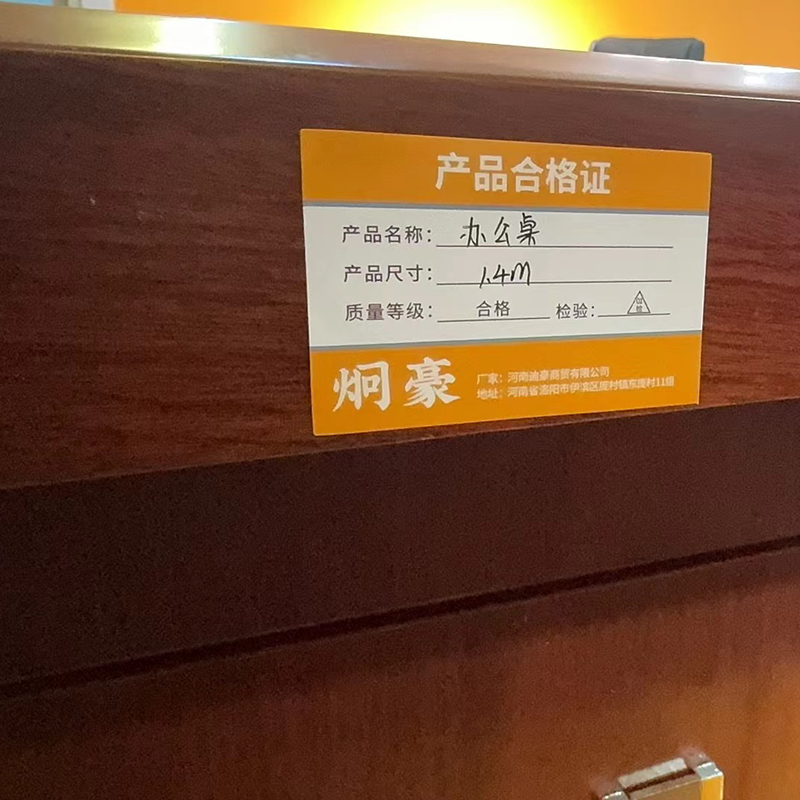 产品合格证
产品名称: 办公桌
产品尺寸: 1.4m
质量等级: 合格 检验:
炯豪
厂家: 河南迪豪商贸有限公司
地址: 河南省洛阳市伊滨区庞村镇东庞村11组